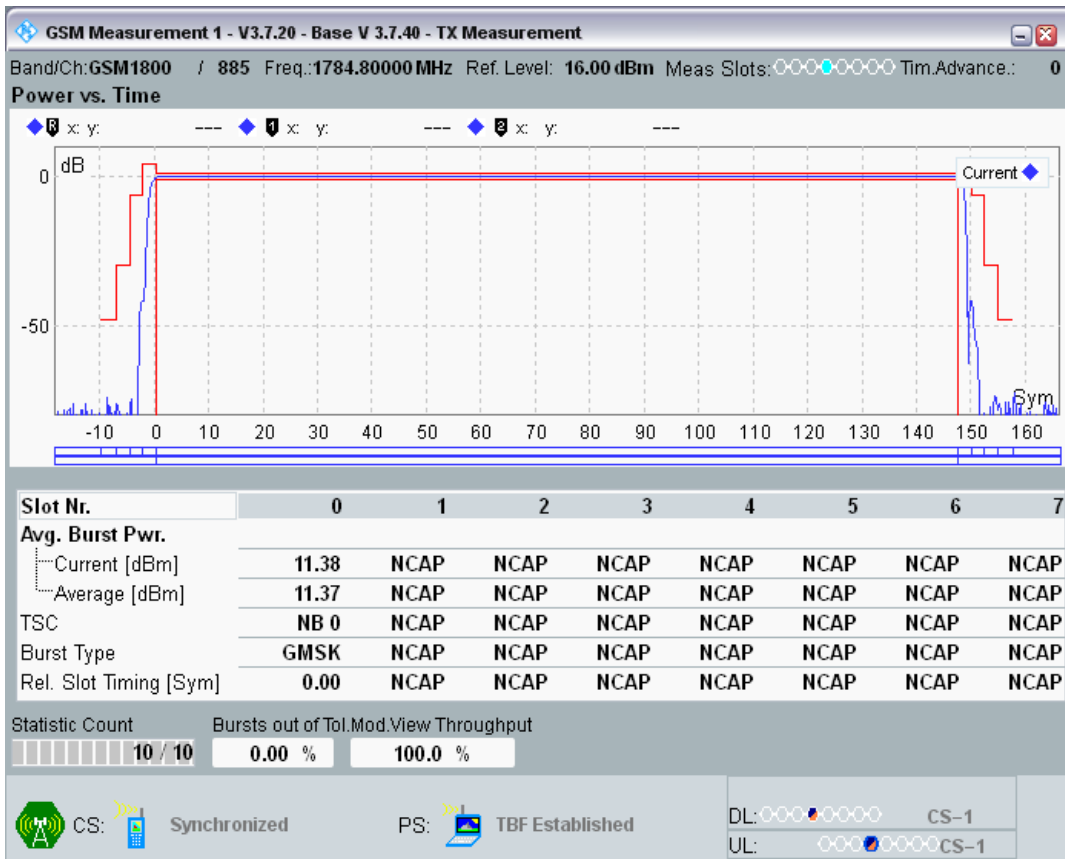 GSM Measurement 1 - V3.7.20 - Base V 3.7.40 - TX Measurement
Band/Ch:GSM1800 / 885 Freq.:1784.80000 MHz Ref. Level: 16.00 dBm Meas Slots: Tim.Advance.: 0
Power vs. Time
R x: y: --- 1 x: y: --- 2 x: y: ---
dB
Current
0
-50
Sym
-10 0 10 20 30 40 50 60 70 80 90 100 110 120 130 140 150 160
Slot Nr. 0 1 2 3 4 5 6 7
Avg. Burst Pwr.
Current [dBm] 11.38 NCAP NCAP NCAP NCAP NCAP NCAP NCAP
Average [dBm] 11.37 NCAP NCAP NCAP NCAP NCAP NCAP NCAP
TSC NB 0 NCAP NCAP NCAP NCAP NCAP NCAP NCAP
Burst Type GMSK NCAP NCAP NCAP NCAP NCAP NCAP NCAP
Rel. Slot Timing [Sym] 0.00 NCAP NCAP NCAP NCAP NCAP NCAP NCAP
Statistic Count Bursts out of Tol.Mod.View Throughput
10 / 10 0.00 % 100.0 %
CS: Synchronized PS: TBF Established
DL: CS-1
UL: CS-1